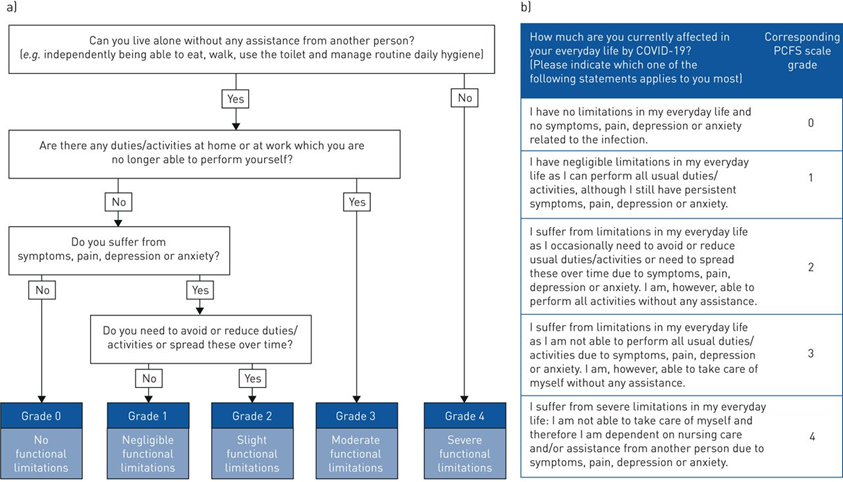 a)
Can you live alone without any assistance from another person?
(e.g. independently being able to eat, walk, use the toilet and manage routine daily hygiene)
Yes
No
Are there any duties/activities at home or at work which you are
no longer able to perform yourself?
No
Yes
Do you suffer from
symptoms, pain, depression or anxiety?
No
Yes
Do you need to avoid or reduce duties/
activities or spread these over time?
No
Yes
Grade 0
No
functional
limitations
Grade 1
Negligible
functional
limitations
Grade 2
Slight
functional
limitations
Grade 3
Moderate
functional
limitations
Grade 4
Severe
functional
limitations
b)
How much are you currently affected in
your everyday life by COVID-19?
(Please indicate which one of the
following statements applies to you most)
Corresponding
PCFS scale
grade
I have no limitations in my everyday life and
no symptoms, pain, depression or anxiety
related to the infection.
0
I have negligible limitations in my everyday
life as I can perform all usual duties/
activities, although I still have persistent
symptoms, pain, depression or anxiety.
1
I suffer from limitations in my everyday life
as I occasionally need to avoid or reduce
usual duties/activities or need to spread
these over time due to symptoms, pain,
depression or anxiety. I am, however, able to
perform all activities without any assistance.
2
I suffer from limitations in my everyday life
as I am not able to perform all usual duties/
activities due to symptoms, pain, depression
or anxiety. I am, however, able to take care of
myself without any assistance.
3
I suffer from severe limitations in my everyday
life: I am not able to take care of myself and
therefore I am dependent on nursing care
and/or assistance from another person due to
symptoms, pain, depression or anxiety.
4